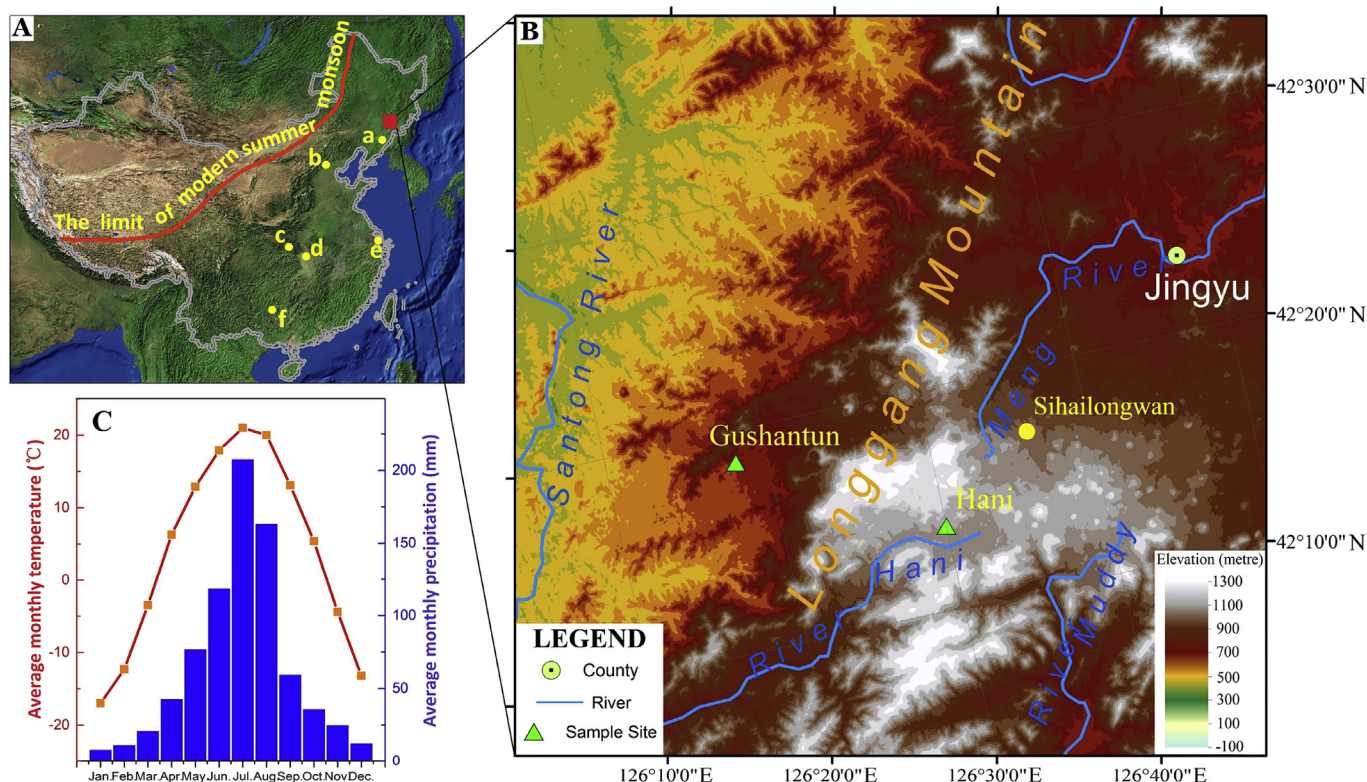 A
The limit of modern summer monsoon
a
b
c
d
e
f
B
Longgang Mountain
Santong River
Meng River
Jingyu
Sihailongwan
Gushantun
Hani
Hani River
Muddy River
42°30'00" N
42°20'00" N
42°10'00" N
126°10'0"E
126°20'0"E
126°30'0"E
126°40'0"E
LEGEND
County
River
Sample Site
Elevation (metre)
1300
1100
900
700
500
300
100
-100
C
Average monthly temperature (℃)
20
10
0
-10
-20
Average monthly precipitation (mm)
200
150
100
50
0
Jan. Feb. Mar. Apr. May. Jun. Jul. Aug. Sep. Oct. Nov. Dec.